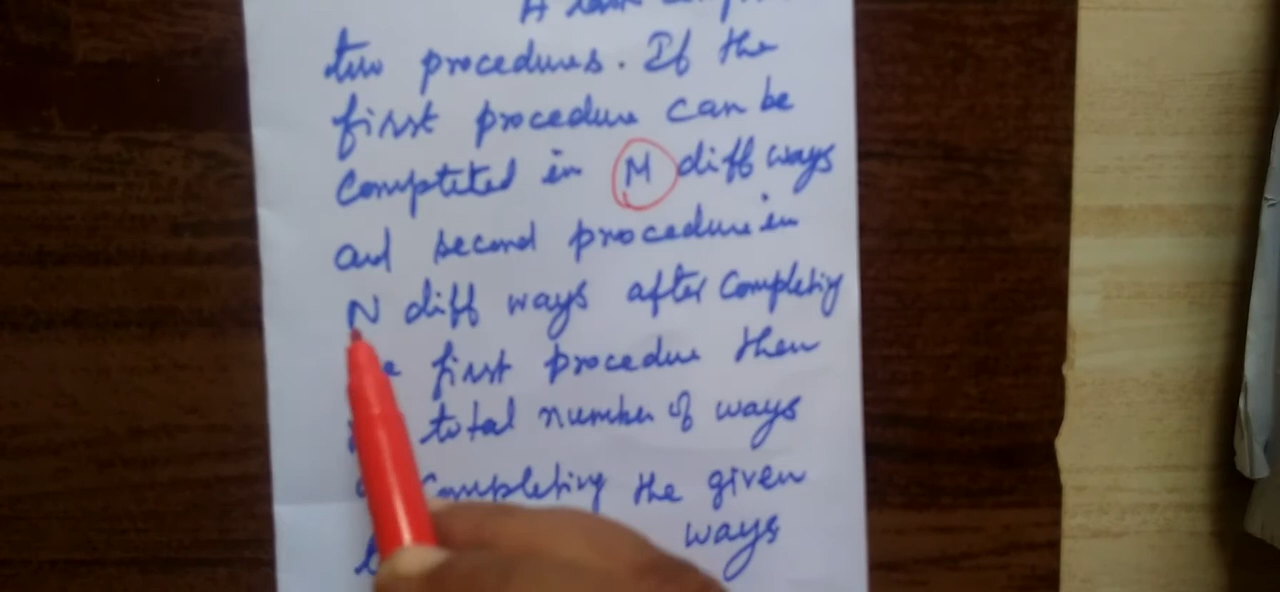 two procedures. If the
first procedure can be
completed in M diff ways
and second procedure in
N diff ways after completing
first procedure then
total number of ways
completing the given
ways